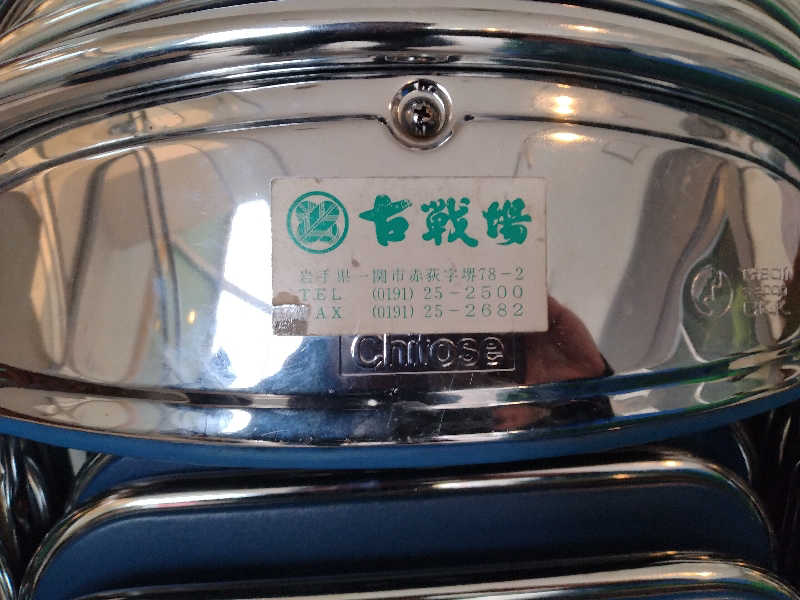 古戦場
岩手県一関市赤荻字堺78-2
TEL (0191) 25-2500
FAX (0191) 25-2682
Chitose